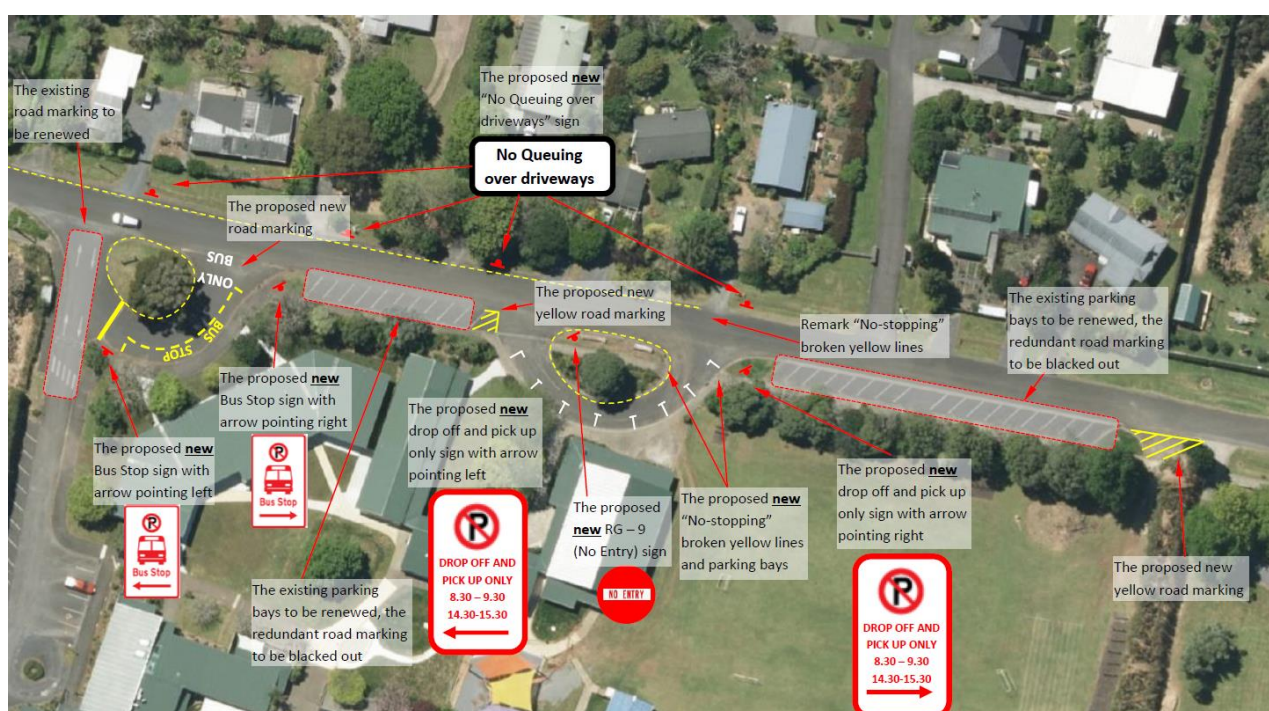 The existing
road marking to
be renewed
The proposed new
"No Queuing over
driveways" sign
No Queuing
over driveways
The proposed new
road marking
BUS
ONLY
BUS
STOP
The proposed new
yellow road marking
Remark "No-stopping"
broken yellow lines
The existing parking
bays to be renewed, the
redundant road marking
to be blacked out
The proposed new
Bus Stop sign with
arrow pointing left
P
Bus Stop
The proposed new
Bus Stop sign with
arrow pointing right
P
Bus Stop
The existing parking
bays to be renewed, the
redundant road marking
to be blacked out
The proposed new
drop off and pick up
only sign with arrow
pointing left
P
DROP OFF AND
PICK UP ONLY
8.30 – 9.30
14.30-15.30
The proposed
new RG – 9
(No Entry) sign
NO ENTRY
The proposed new
"No-stopping"
broken yellow lines
and parking bays
The proposed new
drop off and pick up
only sign with arrow
pointing right
P
DROP OFF AND
PICK UP ONLY
8.30 – 9.30
14.30-15.30
The proposed new
yellow road marking